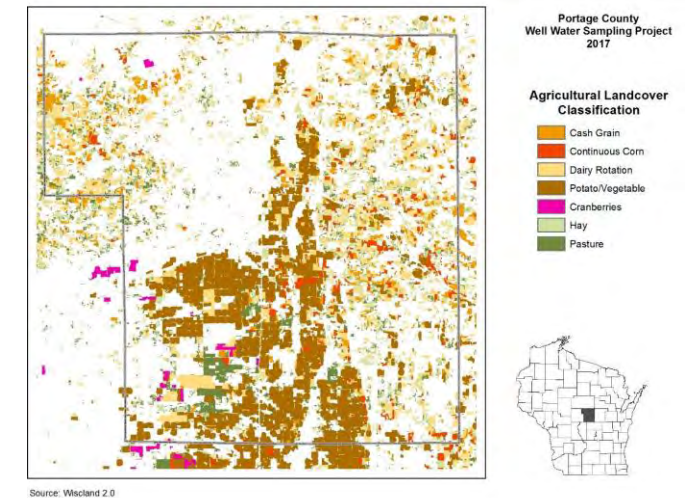 Portage County
Well Water Sampling Project
2017
Agricultural Landcover
Classification
Cash Grain
Continuous Corn
Dairy Rotation
Potato/Vegetable
Cranberries
Hay
Pasture
Source: Wiscland 2.0